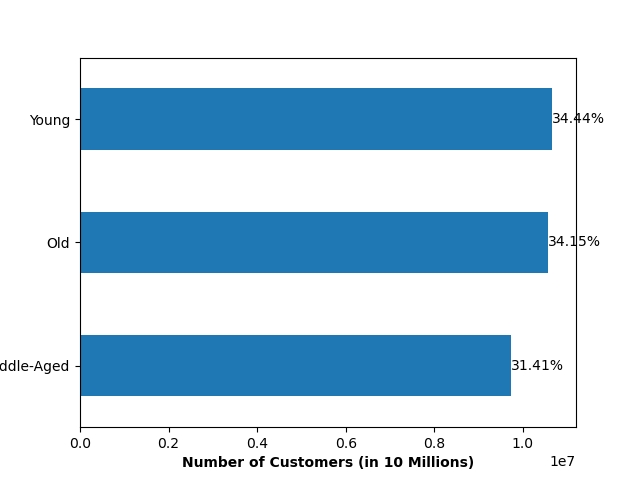 Young
34.44%
Old
34.15%
ddle-Aged
31.41%
0.0 0.2 0.4 0.6 0.8 1.0
1e7
Number of Customers (in 10 Millions)